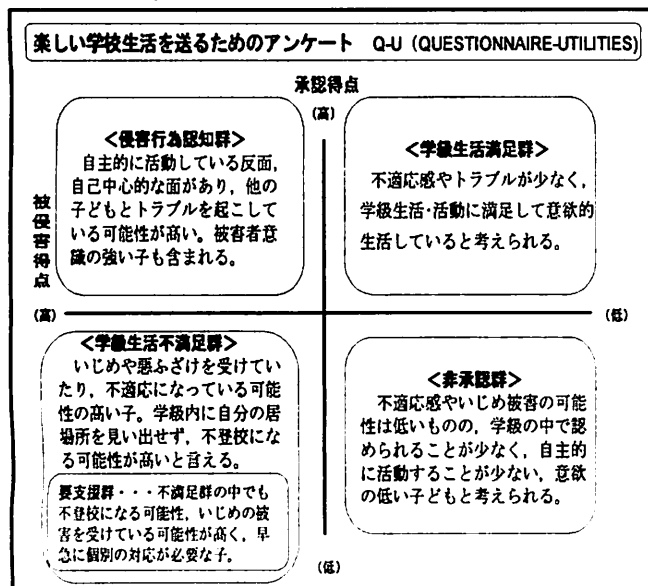 楽しい学校生活を送るためのアンケート Q-U (QUESTIONNAIRE-UTILITIES)
承認得点
(高)
<侵害行為認知群>
自主的に活動している反面，
自己中心的な面があり，他の
子どもとトラブルを起こして
いる可能性が高い。被害者意
識の強い子も含まれる。
<学級生活満足群>
不適応感やトラブルが少なく，
学級生活・活動に満足して意欲的
生活していると考えられる。
被侵害得点
(高)
(低)
<学級生活不満足群>
いじめや悪ふざけを受けてい
たり，不適応になっている可能
性の高い子。学級内に自分の居
場所を見い出せず，不登校にな
る可能性が高いと言える。
要支援群・・・不満足群の中でも
不登校になる可能性，いじめの被
害を受けている可能性が高く，早
急に個別の対応が必要な子。
<非承認群>
不適応感やいじめ被害の可能
性は低いものの，学級の中で認
められることが少なく，自主的
に活動することが少ない，意欲
の低い子どもと考えられる。
(低)